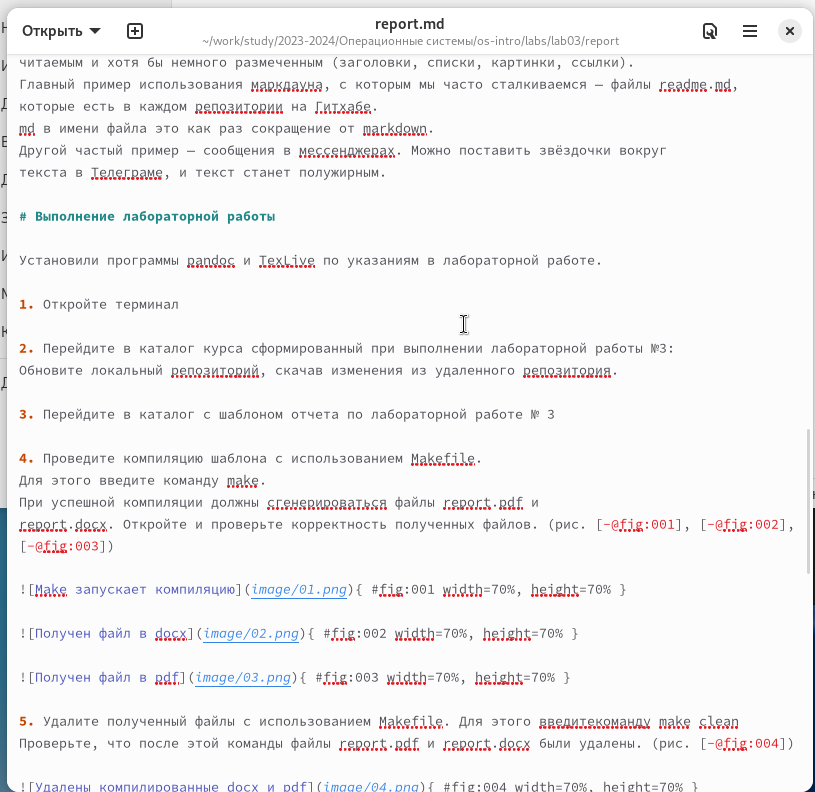 Открыть
report.md
~/work/study/2023-2024/Операционные системы/os-intro/labs/lab03/report
читаемым и хотя бы немного размеченным (заголовки, списки, картинки, ссылки).
Главный пример использования маркдауна, с которым мы часто сталкиваемся — файлы readme.md,
которые есть в каждом репозитории на Гитхабе.
md в имени файла это как раз сокращение от markdown.
Другой частый пример — сообщения в мессенджерах. Можно поставить звёздочки вокруг
текста в Телеграме, и текст станет полужирным.
# Выполнение лабораторной работы
Установили программы pandoc и TexLive по указаниям в лабораторной работе.
1. Откройте терминал
2. Перейдите в каталог курса сформированный при выполнении лабораторной работы №3:
Обновите локальный репозиторий, скачав изменения из удаленного репозитория.
3. Перейдите в каталог с шаблоном отчета по лабораторной работе № 3
4. Проведите компиляцию шаблона с использованием Makefile.
Для этого введите команду make.
При успешной компиляции должны сгенерироваться файлы report.pdf и
report.docx. Откройте и проверьте корректность полученных файлов. (рис. [-@fig:001], [-@fig:002],
[-@fig:003])
![Make запускает компиляцию](image/01.png){ #fig:001 width=70%, height=70% }
![Получен файл в docx](image/02.png){ #fig:002 width=70%, height=70% }
![Получен файл в pdf](image/03.png){ #fig:003 width=70%, height=70% }
5. Удалите полученный файлы с использованием Makefile. Для этого введитекоманду make clean
Проверьте, что после этой команды файлы report.pdf и report.docx были удалены. (рис. [-@fig:004])
![Удалены компилированные docx и pdf](image/04.png){ #fig:004 width=70%, height=70% }